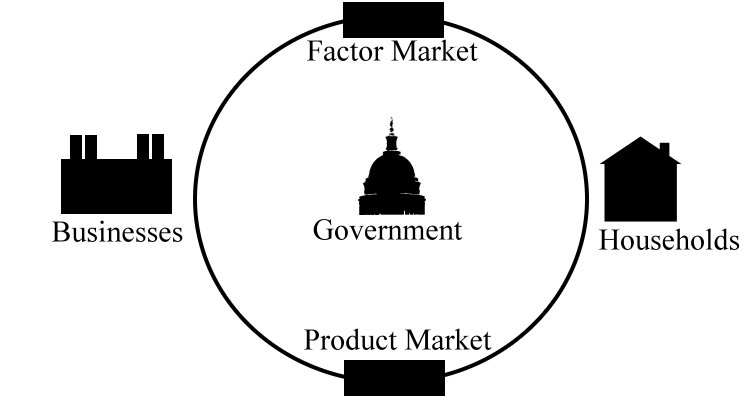 Factor Market
Businesses
Government
Households
Product Market